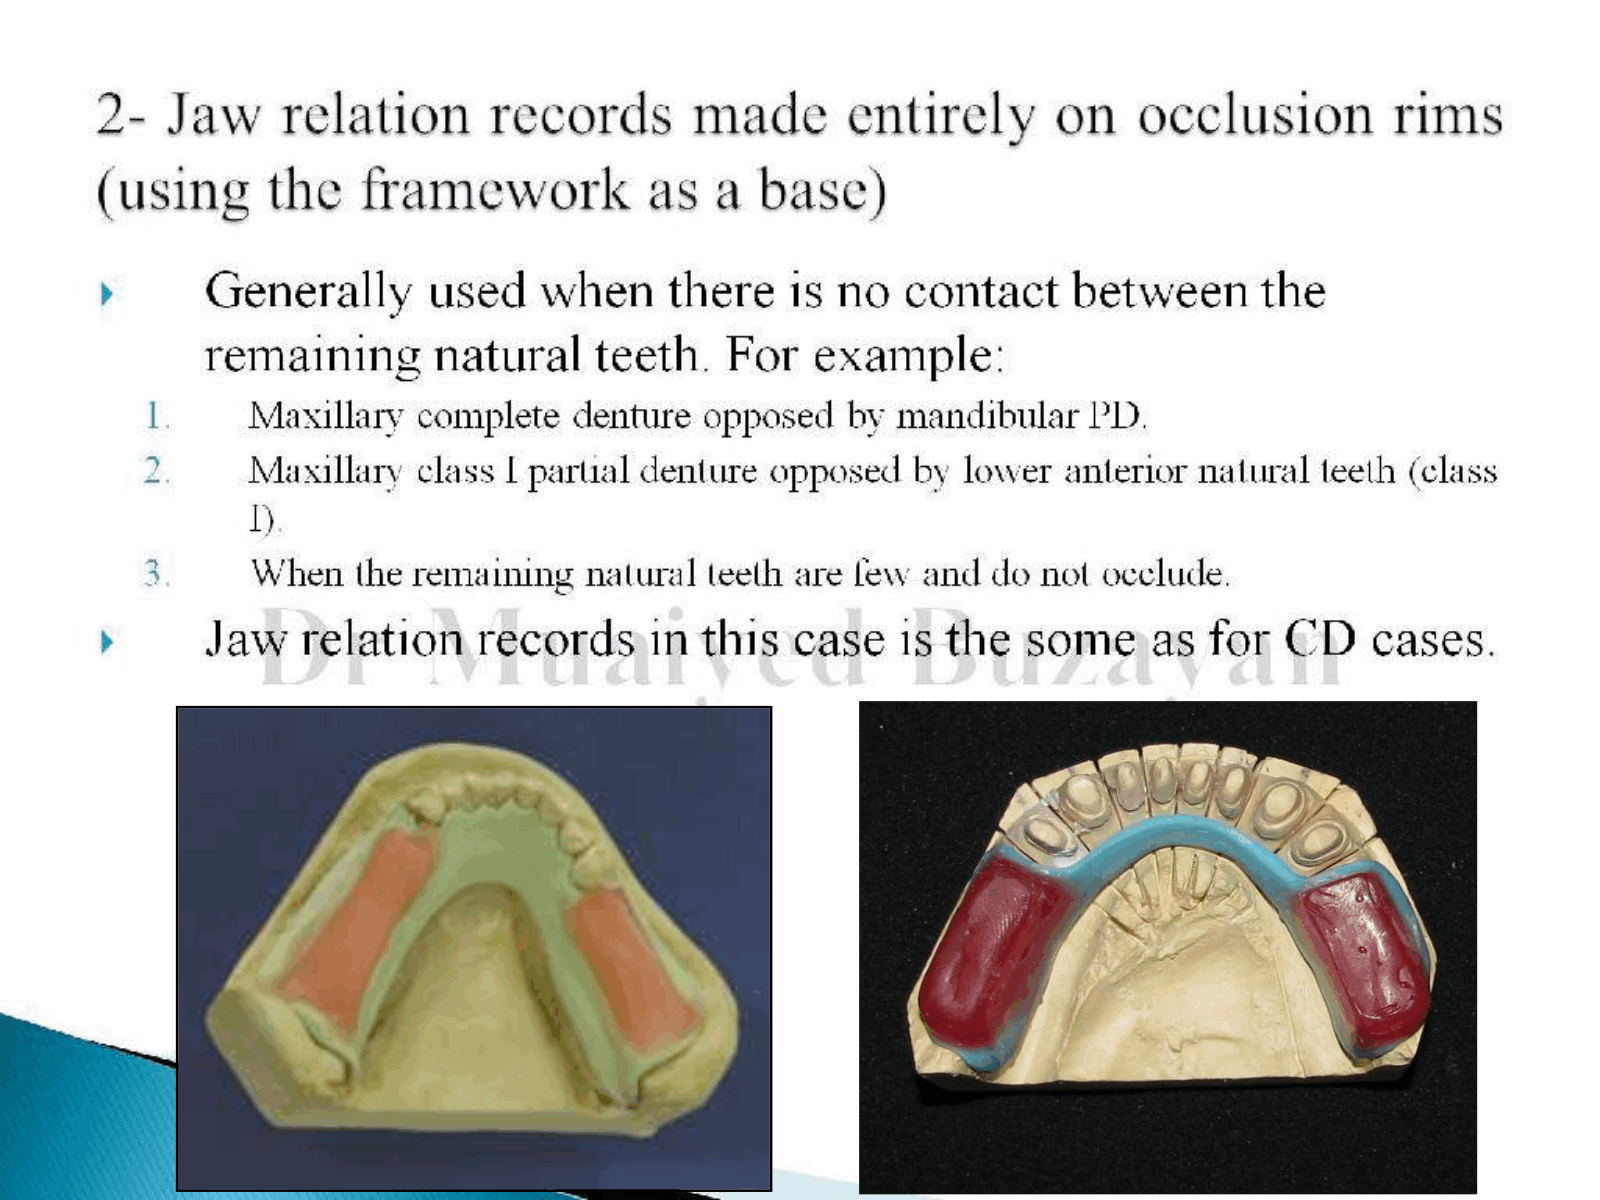 2- Jaw relation records made entirely on occlusion rims
(using the framework as a base)
Generally used when there is no contact between the
remaining natural teeth. For example:
1. Maxillary complete denture opposed by mandibular PD.
2. Maxillary class I partial denture opposed by lower anterior natural teeth (class
I).
3. When the remaining natural teeth are few and do not occlude.
Jaw relation records in this case is the some as for CD cases.
Dr Muaiyed Buzayan